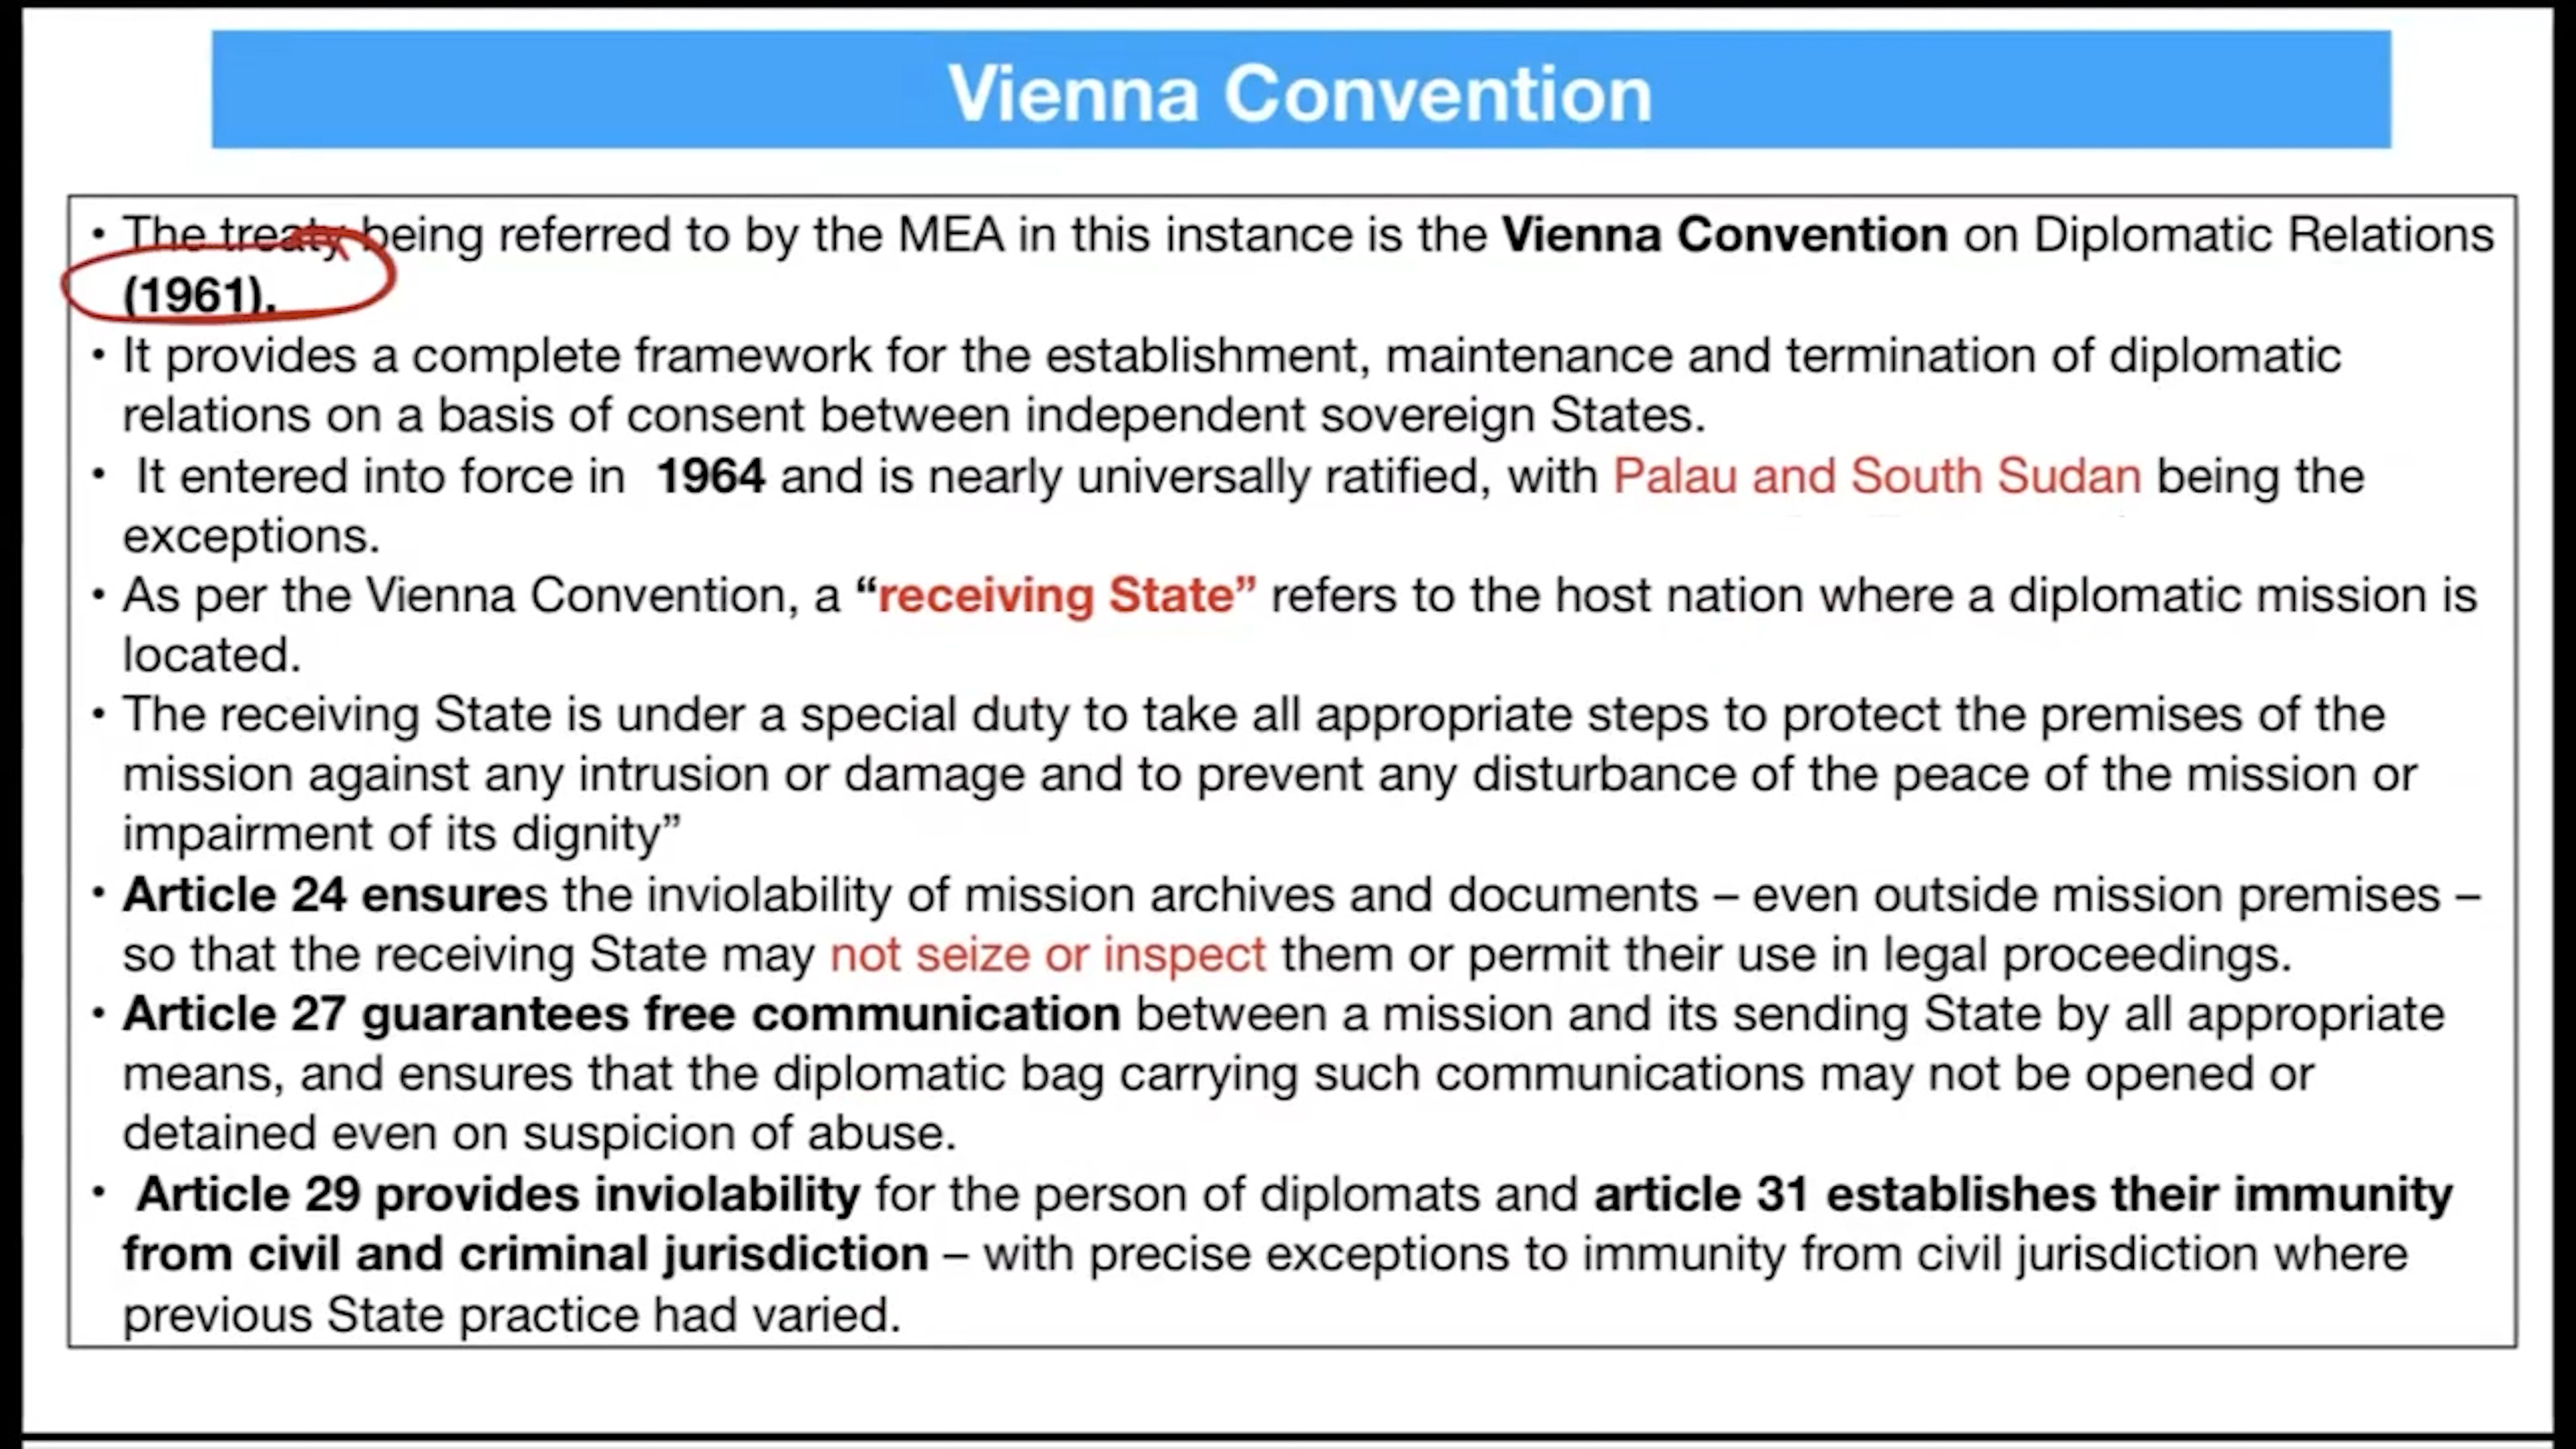 Vienna Convention
• The treaty being referred to by the MEA in this instance is the Vienna Convention on Diplomatic Relations
(1961).
• It provides a complete framework for the establishment, maintenance and termination of diplomatic
relations on a basis of consent between independent sovereign States.
• It entered into force in 1964 and is nearly universally ratified, with Palau and South Sudan being the
exceptions.
• As per the Vienna Convention, a “receiving State” refers to the host nation where a diplomatic mission is
located.
• The receiving State is under a special duty to take all appropriate steps to protect the premises of the
mission against any intrusion or damage and to prevent any disturbance of the peace of the mission or
impairment of its dignity”
• Article 24 ensures the inviolability of mission archives and documents – even outside mission premises –
so that the receiving State may not seize or inspect them or permit their use in legal proceedings.
• Article 27 guarantees free communication between a mission and its sending State by all appropriate
means, and ensures that the diplomatic bag carrying such communications may not be opened or
detained even on suspicion of abuse.
• Article 29 provides inviolability for the person of diplomats and article 31 establishes their immunity
from civil and criminal jurisdiction – with precise exceptions to immunity from civil jurisdiction where
previous State practice had varied.